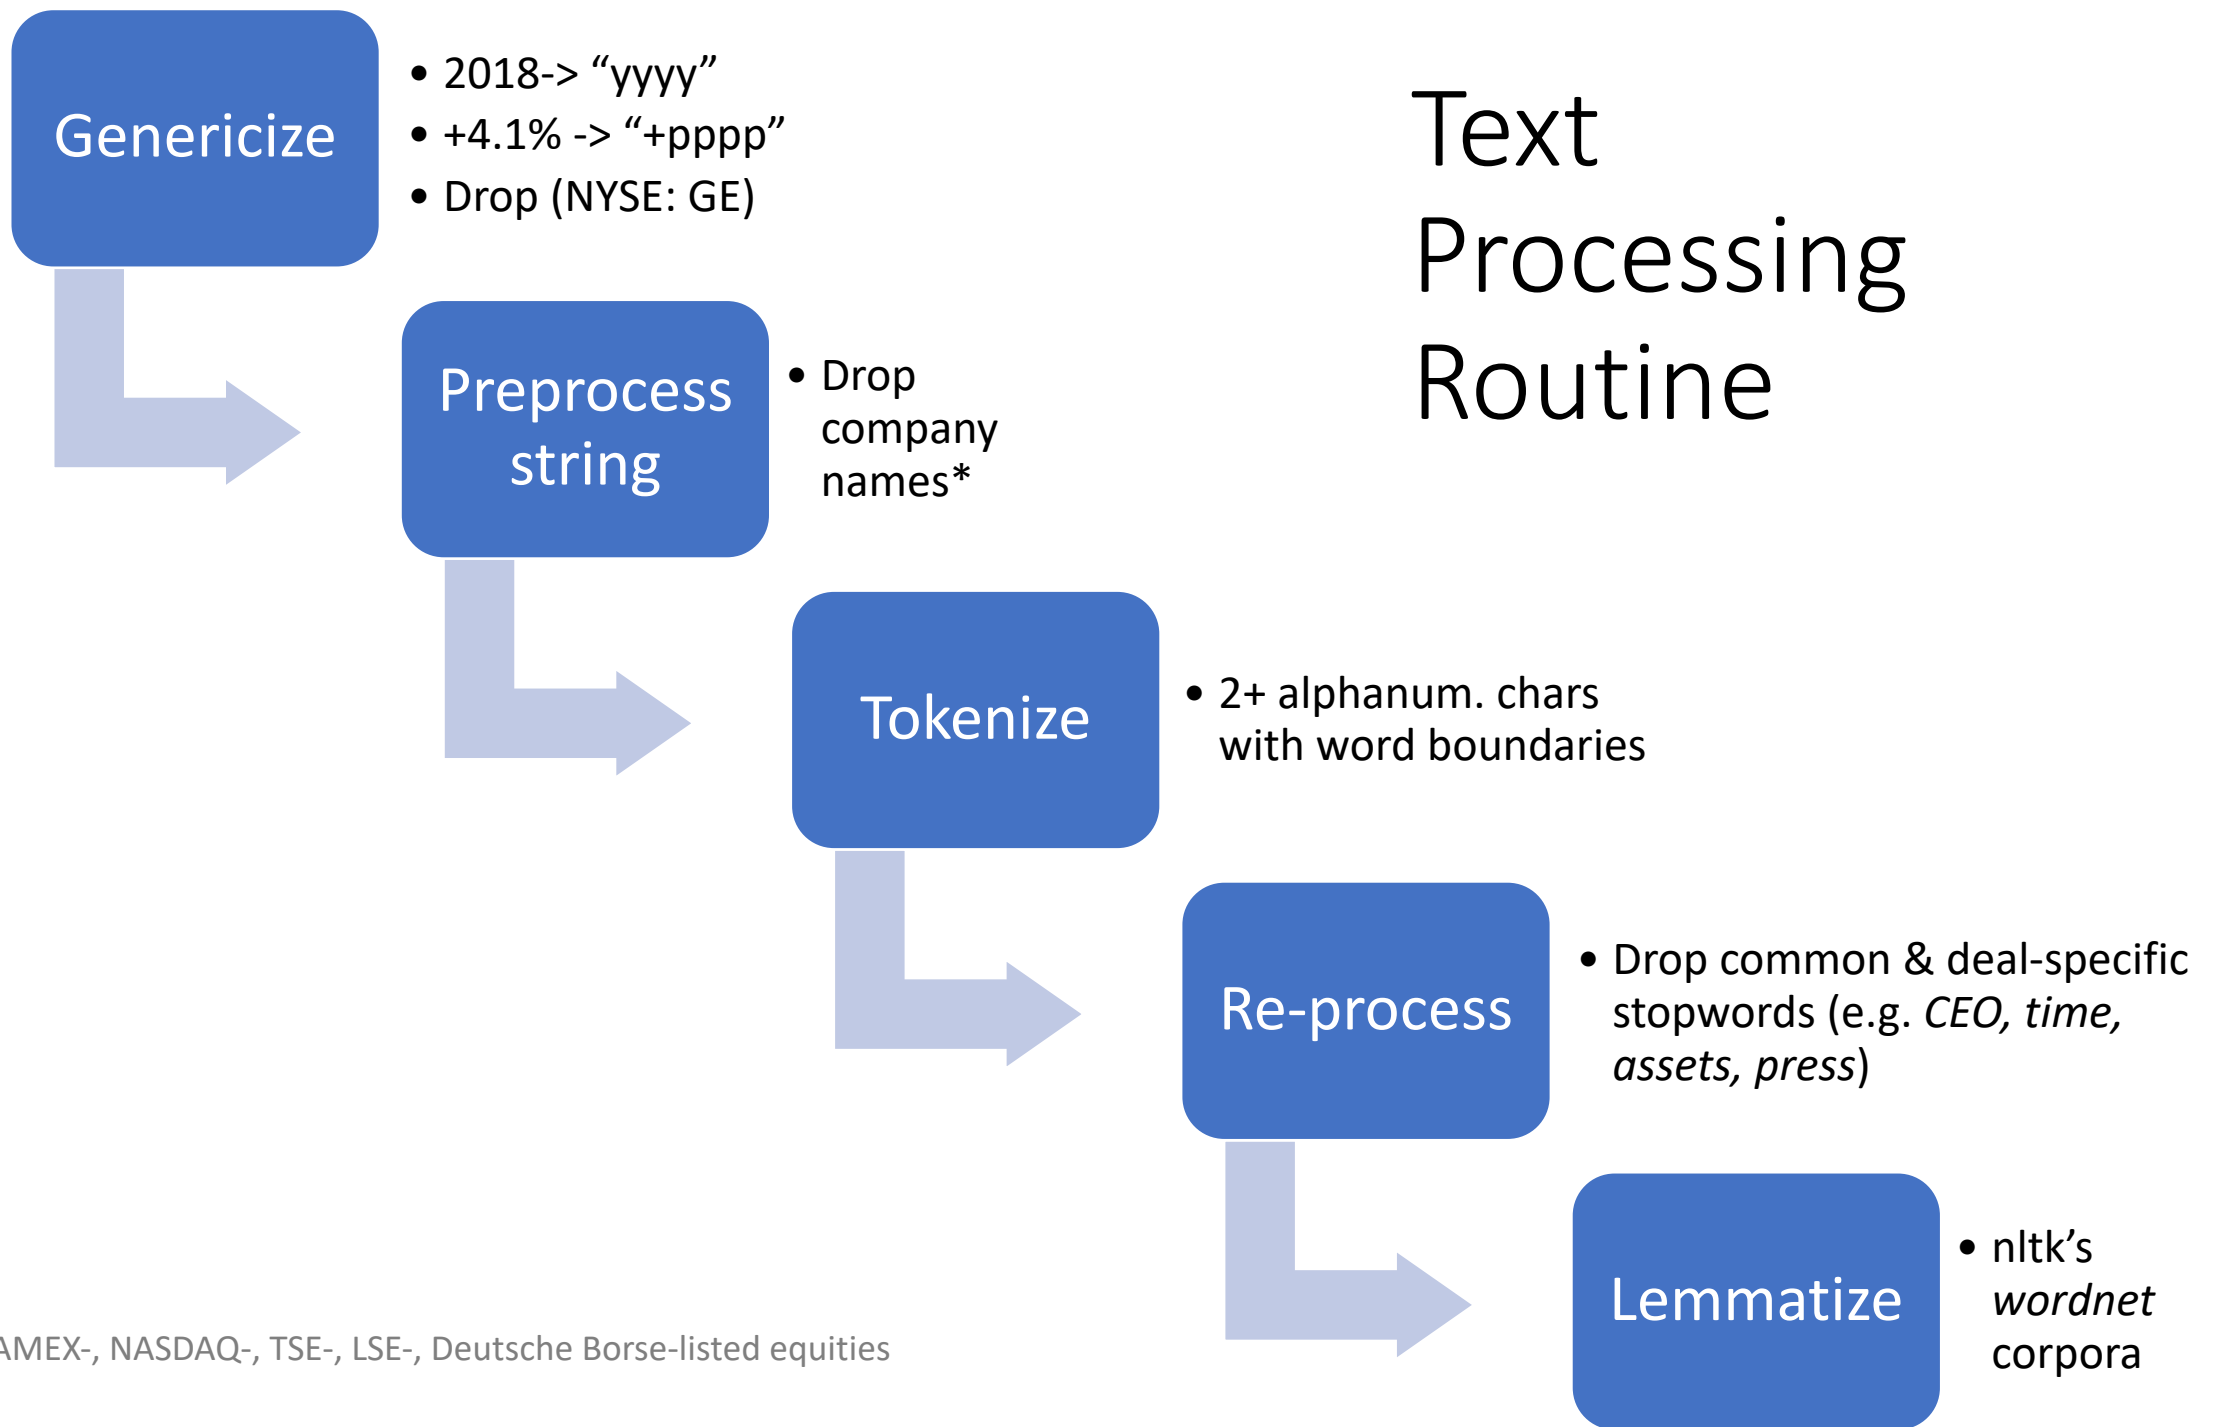 Text
Processing
Routine
Genericize
• 2018-> “yyyy”
• +4.1% -> “+pppp”
• Drop (NYSE: GE)
Preprocess
string
• Drop
company
names*
Tokenize
• 2+ alphanum. chars
with word boundaries
Re-process
• Drop common & deal-specific
stopwords (e.g. CEO, time,
assets, press)
Lemmatize
• nltk’s
wordnet
corpora
AMEX-, NASDAQ-, TSE-, LSE-, Deutsche Borse-listed equities